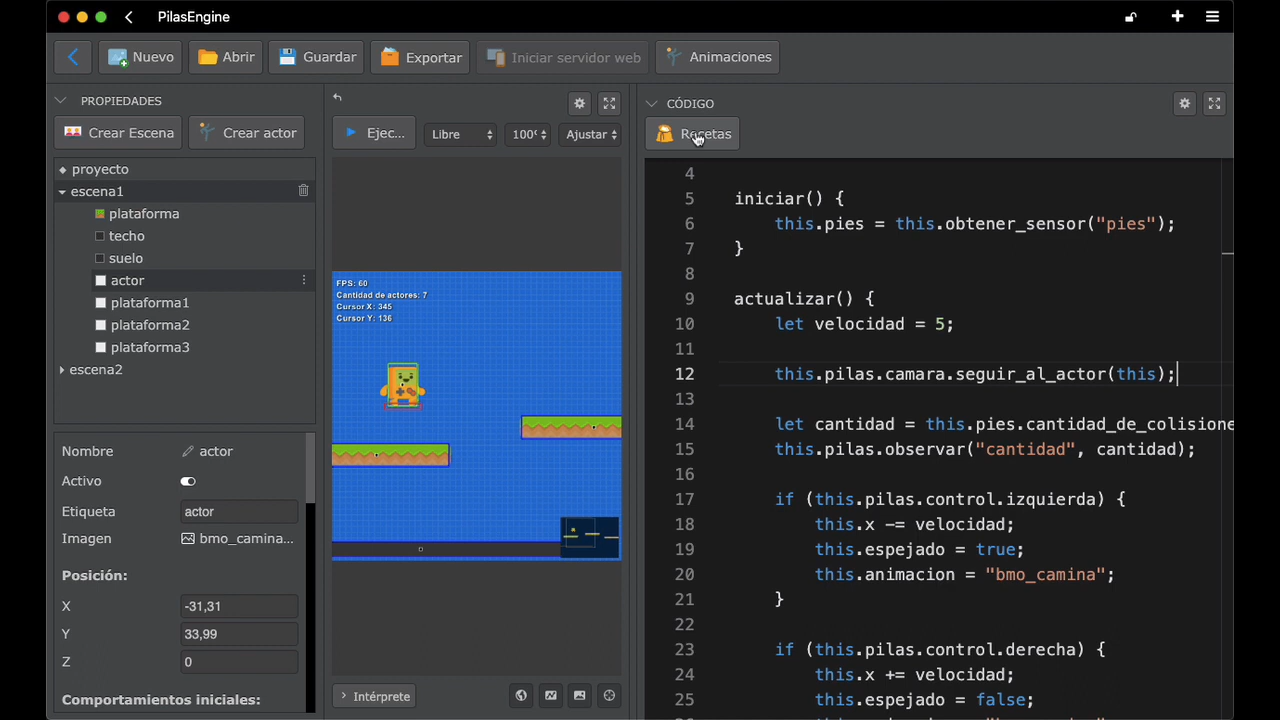 PilasEngine
Nuevo Abrir Guardar Exportar Iniciar servidor web Animaciones
PROPIEDADES
Crear Escena Crear actor
proyecto
escena1
plataforma
techo
suelo
actor
plataforma1
plataforma2
plataforma3
escena2
Nombre actor
Activo
Etiqueta actor
Imagen bmo_camina...
Posición:
X -31,31
Y 33,99
Z 0
Comportamientos iniciales:
Ejec... Libre 100% Ajustar
FPS: 60
Cantidad de actores: 7
Cursor X: 345
Cursor Y: 136
Intérprete
CÓDIGO
Recetas
4
5 iniciar() {
6 this.pies = this.obtener_sensor("pies");
7 }
8
9 actualizar() {
10 let velocidad = 5;
11
12 this.pilas.camara.seguir_al_actor(this);
13
14 let cantidad = this.pies.cantidad_de_colisione
15 this.pilas.observar("cantidad", cantidad);
16
17 if (this.pilas.control.izquierda) {
18 this.x -= velocidad;
19 this.espejado = true;
20 this.animacion = "bmo_camina";
21 }
22
23 if (this.pilas.control.derecha) {
24 this.x += velocidad;
25 this.espejado = false;